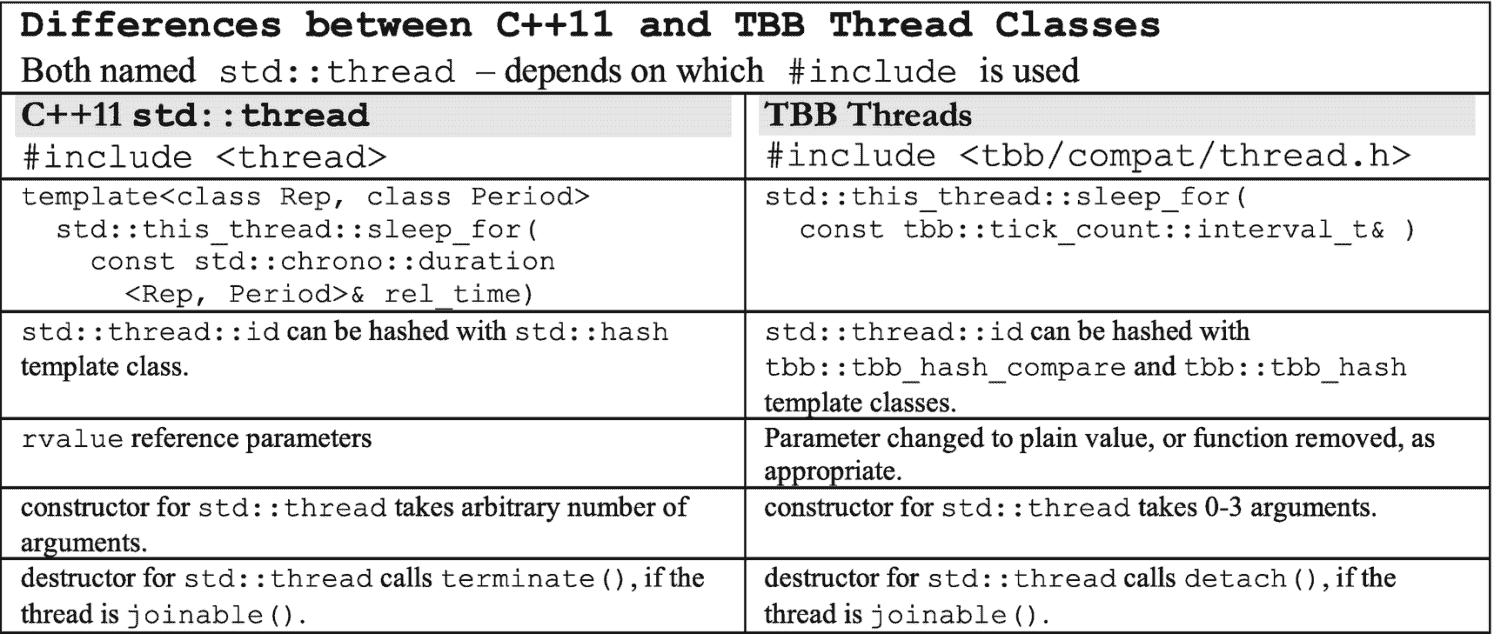 Differences between C++11 and TBB Thread Classes
Both named std::thread – depends on which #include is used
C++11 std::thread
#include <thread>
TBB Threads
#include <tbb/compat/thread.h>
template<class Rep, class Period>
std::this_thread::sleep_for(
const std::chrono::duration
<Rep, Period>& rel_time)
std::this_thread::sleep_for(
const tbb::tick_count::interval_t& )
std::thread::id can be hashed with std::hash
template class.
std::thread::id can be hashed with
tbb::tbb_hash_compare and tbb::tbb_hash
template classes.
rvalue reference parameters
Parameter changed to plain value, or function removed, as
appropriate.
constructor for std::thread takes arbitrary number of
arguments.
constructor for std::thread takes 0-3 arguments.
destructor for std::thread calls terminate(), if the
thread is joinable().
destructor for std::thread calls detach(), if the
thread is joinable().